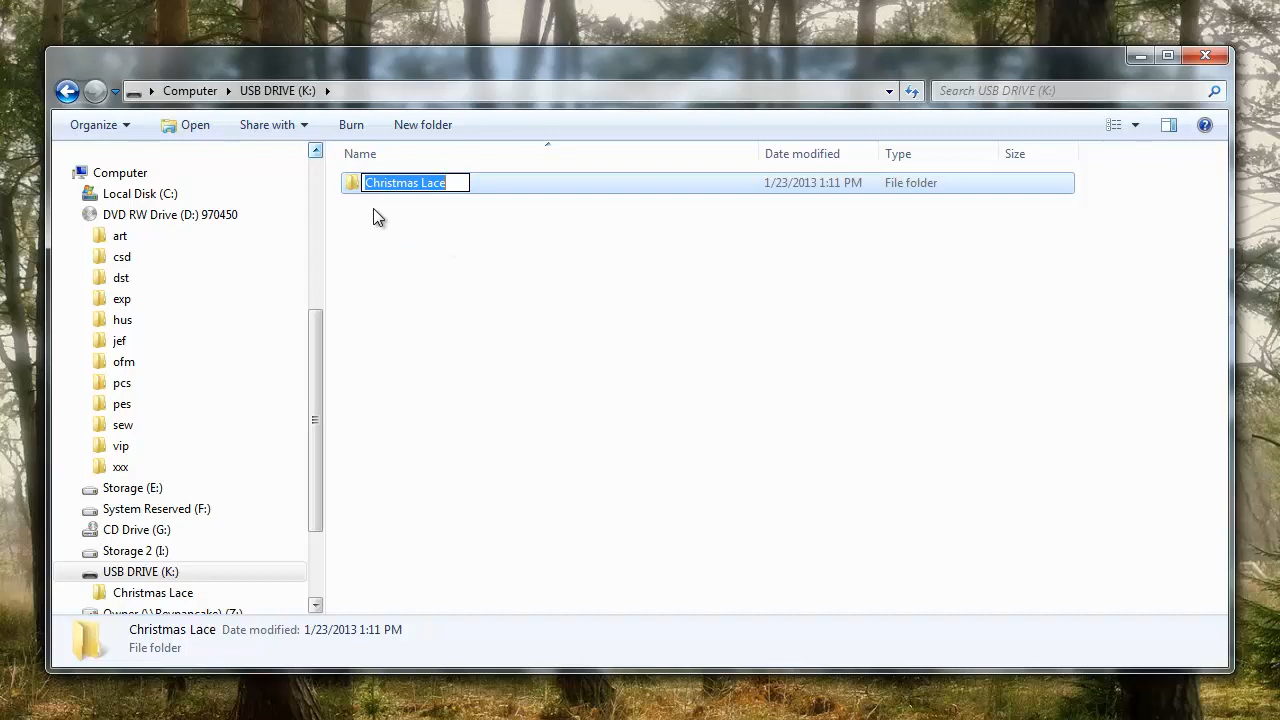 Computer USB DRIVE (K:) Search USB DRIVE (K:)
Organize Open Share with Burn New folder
Name Date modified Type Size
Christmas Lace 1/23/2013 1:11 PM File folder
Computer
Local Disk (C:)
DVD RW Drive (D:) 970450
art
csd
dst
exp
hus
jef
ofm
pcs
pes
sew
vip
xxx
Storage (E:)
System Reserved (F:)
CD Drive (G:)
Storage 2 (I:)
USB DRIVE (K:)
Christmas Lace
Owner (\\Roypancake) (Z:)
Christmas Lace Date modified: 1/23/2013 1:11 PM
File folder